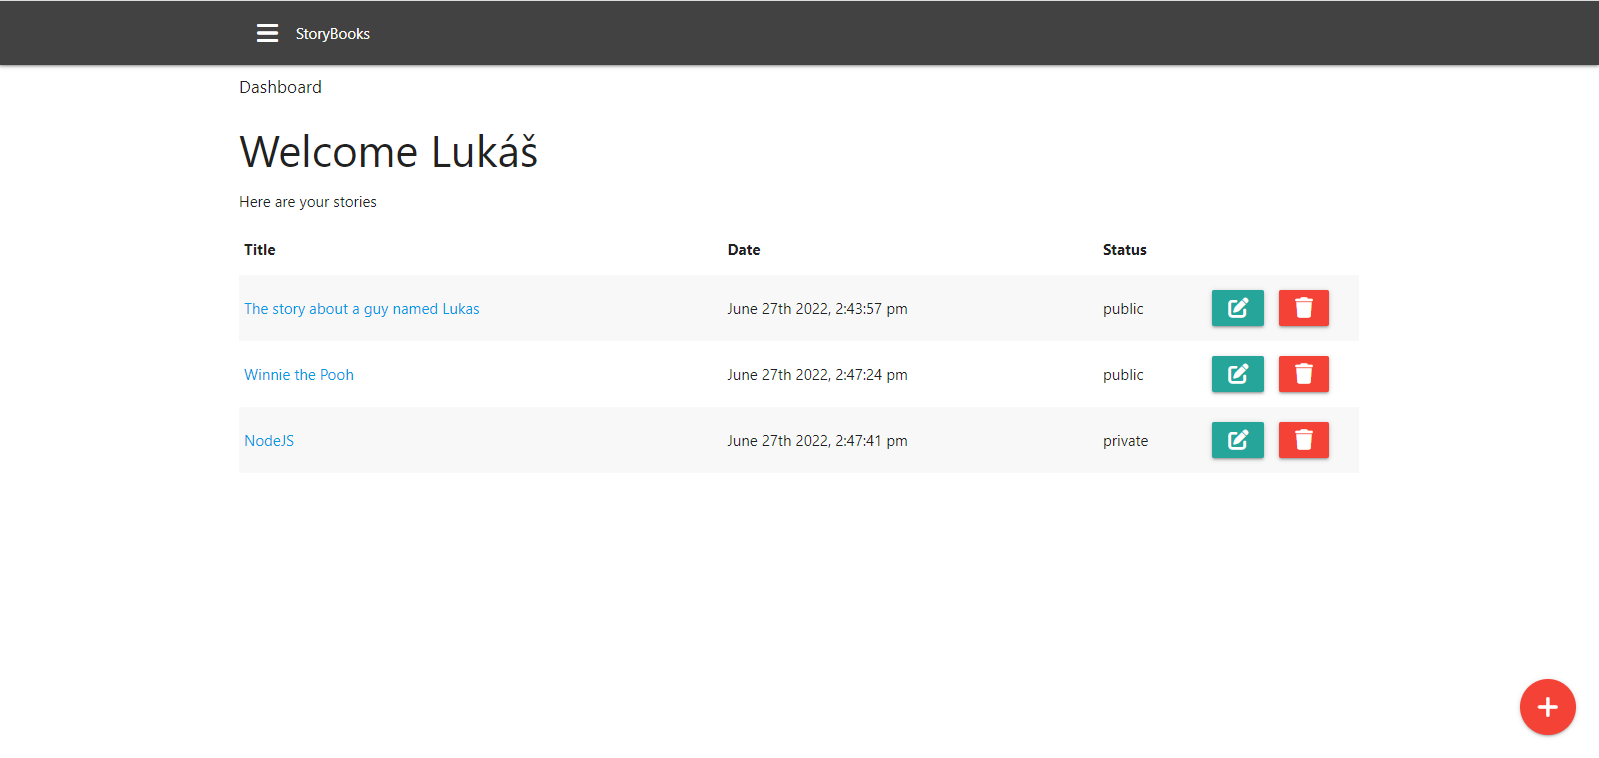 StoryBooks
Dashboard
Welcome Lukáš
Here are your stories
Title Date Status
The story about a guy named Lukas June 27th 2022, 2:43:57 pm public
Winnie the Pooh June 27th 2022, 2:47:24 pm public
NodeJS June 27th 2022, 2:47:41 pm private